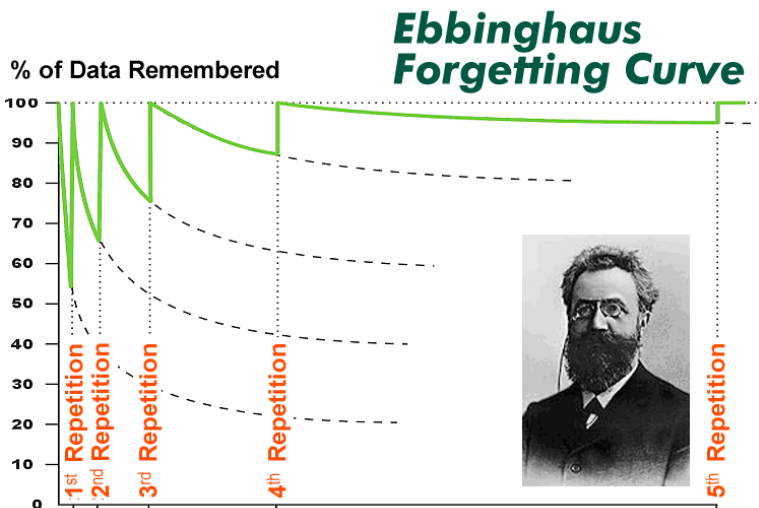 Ebbinghaus
Forgetting Curve
% of Data Remembered
100
90
80
70
60
50
40
30
20
10
0
1st Repetition
2nd Repetition
3rd Repetition
4th Repetition
5th Repetition